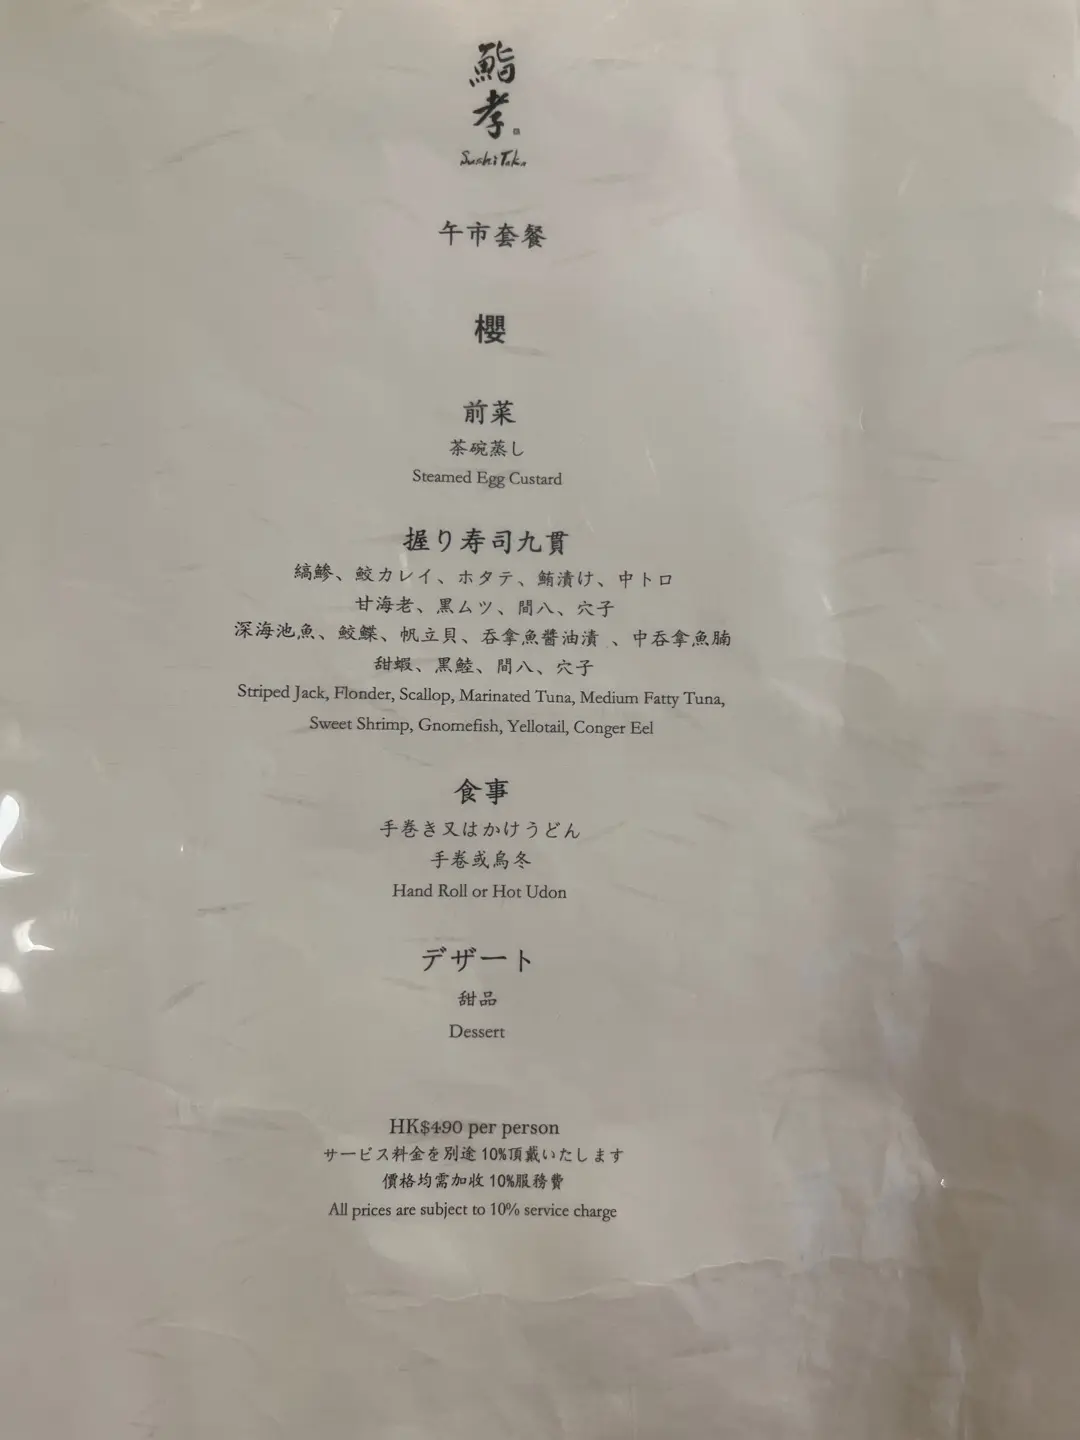 鮨
孝
Sushi Taka
午市套餐
櫻
前菜
茶碗蒸し
Steamed Egg Custard
握り寿司九貫
縞鯵、鮫カレイ、ホタテ、鮪漬け、中トロ
甘海老、黒ムツ、間八、穴子
深海池魚、鮫鰈、帆立貝、吞拿魚醬油漬 、中吞拿魚腩
甜蝦、黑鯥、間八、穴子
Striped Jack, Flonder, Scallop, Marinated Tuna, Medium Fatty Tuna,
Sweet Shrimp, Gnomefish, Yellotail, Conger Eel
食事
手巻き又はかけうどん
手卷或烏冬
Hand Roll or Hot Udon
デザート
甜品
Dessert
HK$490 per person
サービス料金を別途10%頂戴いたします
價格均需加收10%服務費
All prices are subject to 10% service charge